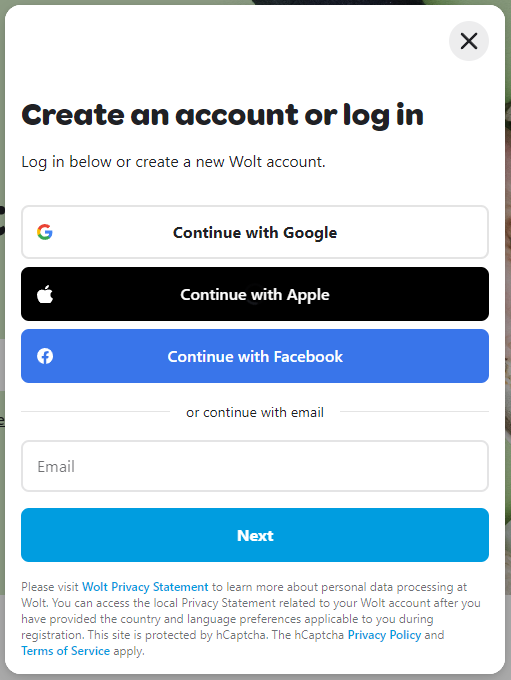 Create an account or log in
Log in below or create a new Wolt account.
Continue with Google
Continue with Apple
Continue with Facebook
or continue with email
Email
Next
Please visit Wolt Privacy Statement to learn more about personal data processing at
Wolt. You can access the local Privacy Statement related to your Wolt account after you
have provided the country and language preferences applicable to you during
registration. This site is protected by hCaptcha. The hCaptcha Privacy Policy and
Terms of Service apply.